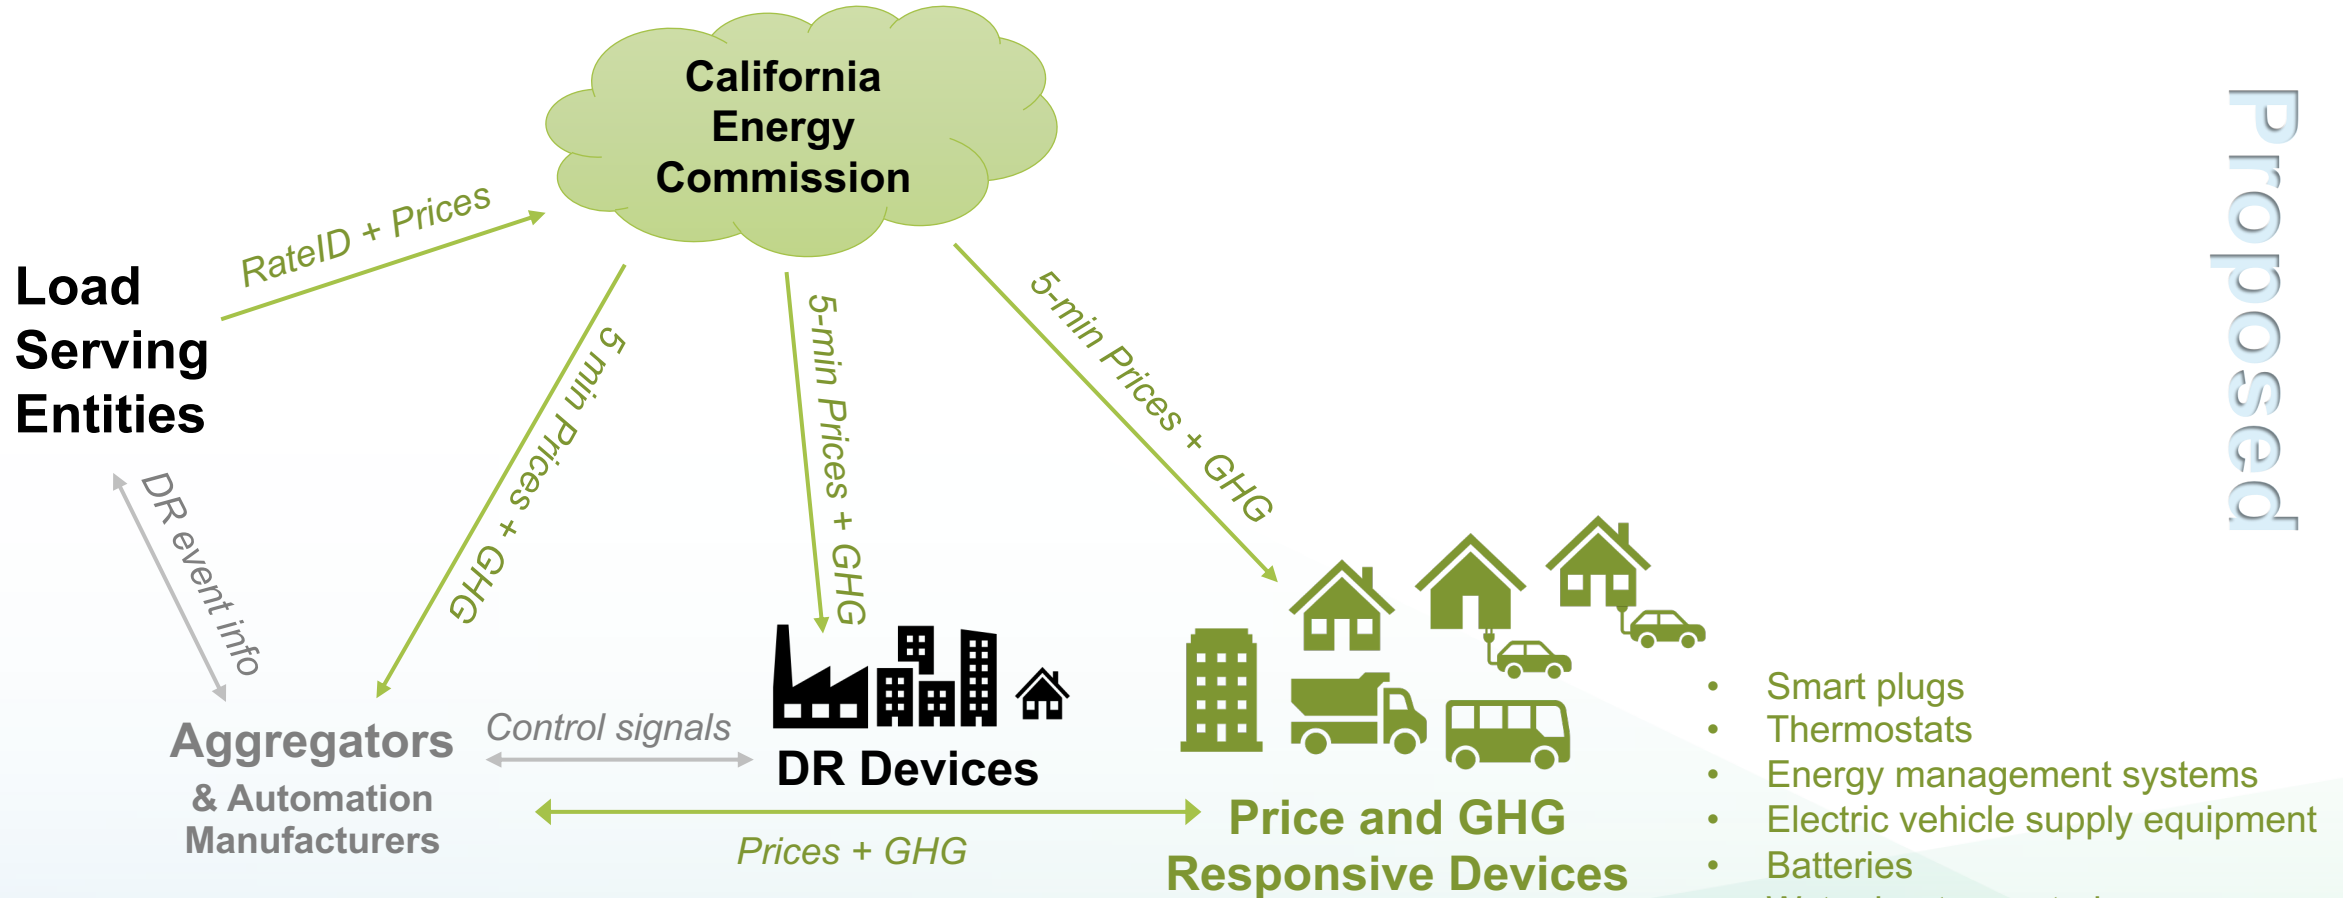 California
Energy
Commission
Proposed
RateID + Prices
Load
Serving
Entities
5 min Prices + GHG
5-min Prices + GHG
5-min Prices + GHG
DR event info
Aggregators
& Automation
Manufacturers
Control signals
DR Devices
Prices + GHG
Price and GHG
Responsive Devices
• Smart plugs
• Thermostats
• Energy management systems
• Electric vehicle supply equipment
• Batteries